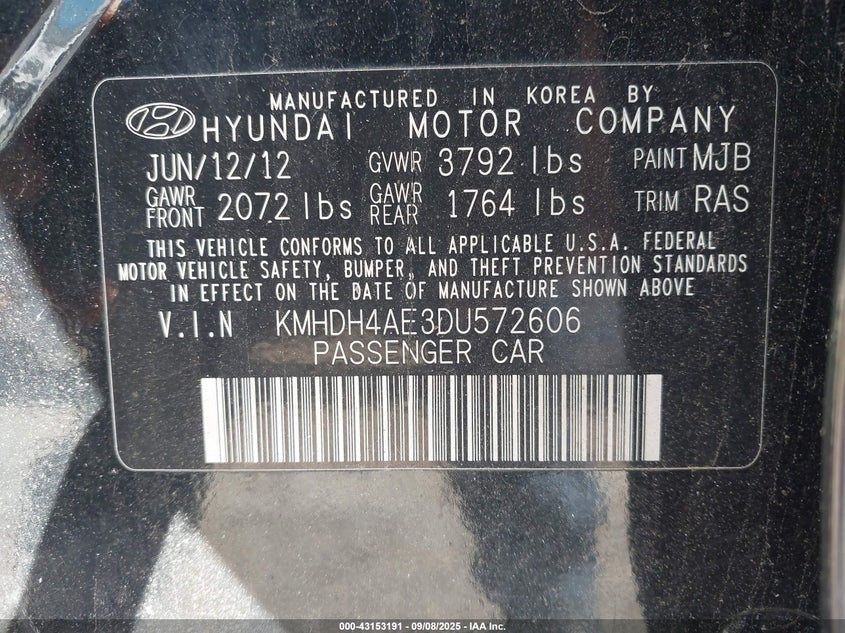 MANUFACTURED IN KOREA BY
HYUNDAI MOTOR COMPANY
JUN/12/12 GVWR 3792 lbs PAINT MJB
GAWR FRONT 2072 lbs GAWR REAR 1764 lbs TRIM RAS
THIS VEHICLE CONFORMS TO ALL APPLICABLE U.S.A. FEDERAL
MOTOR VEHICLE SAFETY, BUMPER, AND THEFT PREVENTION STANDARDS
IN EFFECT ON THE DATE OF MANUFACTURE SHOWN ABOVE
V.I.N KMHDH4AE3DU572606
PASSENGER CAR
000-43153191 - 09/08/2025 - IAA Inc.